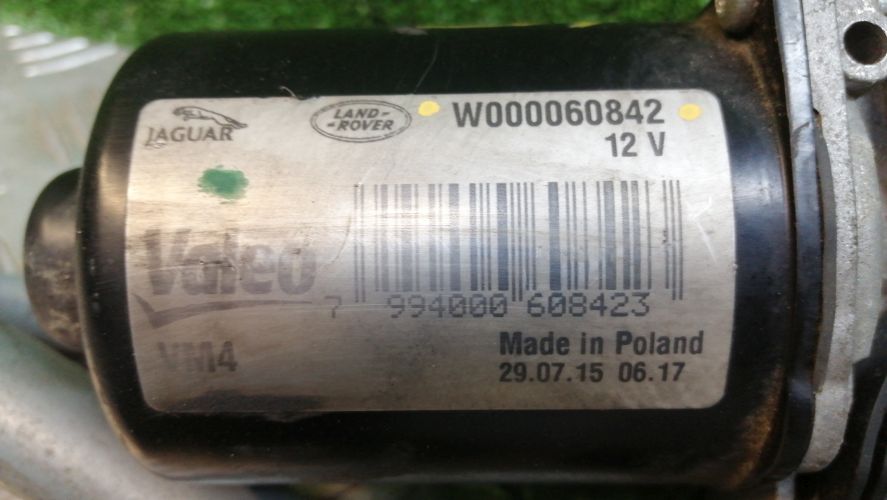 JAGUAR
LAND-
-ROVER
W000060842
12 V
Valeo
7 994000 608423
VM4
Made in Poland
29.07.15 06.17